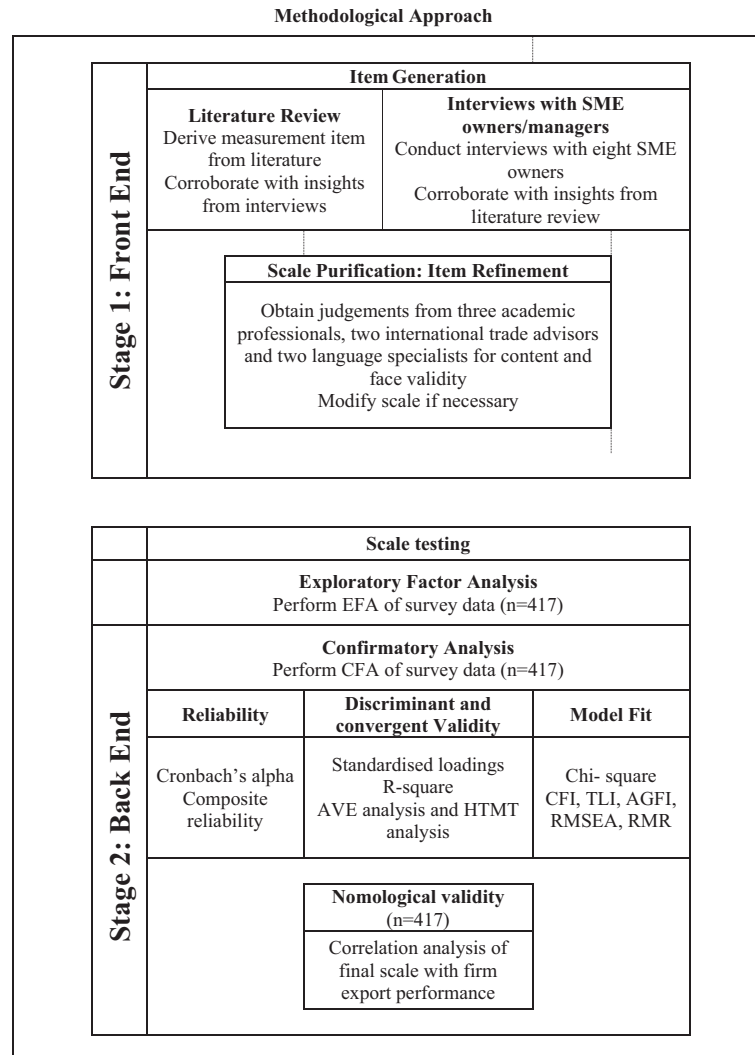 Methodological Approach
Stage 1: Front End
Item Generation
Literature Review
Derive measurement item
from literature
Corroborate with insights
from interviews
Interviews with SME
owners/managers
Conduct interviews with eight SME
owners
Corroborate with insights from
literature review
Scale Purification: Item Refinement
Obtain judgements from three academic
professionals, two international trade advisors
and two language specialists for content and
face validity
Modify scale if necessary
Stage 2: Back End
Scale testing
Exploratory Factor Analysis
Perform EFA of survey data (n=417)
Confirmatory Analysis
Perform CFA of survey data (n=417)
Reliability
Cronbach’s alpha
Composite
reliability
Discriminant and
convergent Validity
Standardised loadings
R-square
AVE analysis and HTMT
analysis
Model Fit
Chi- square
CFI, TLI, AGFI,
RMSEA, RMR
Nomological validity
(n=417)
Correlation analysis of
final scale with firm
export performance